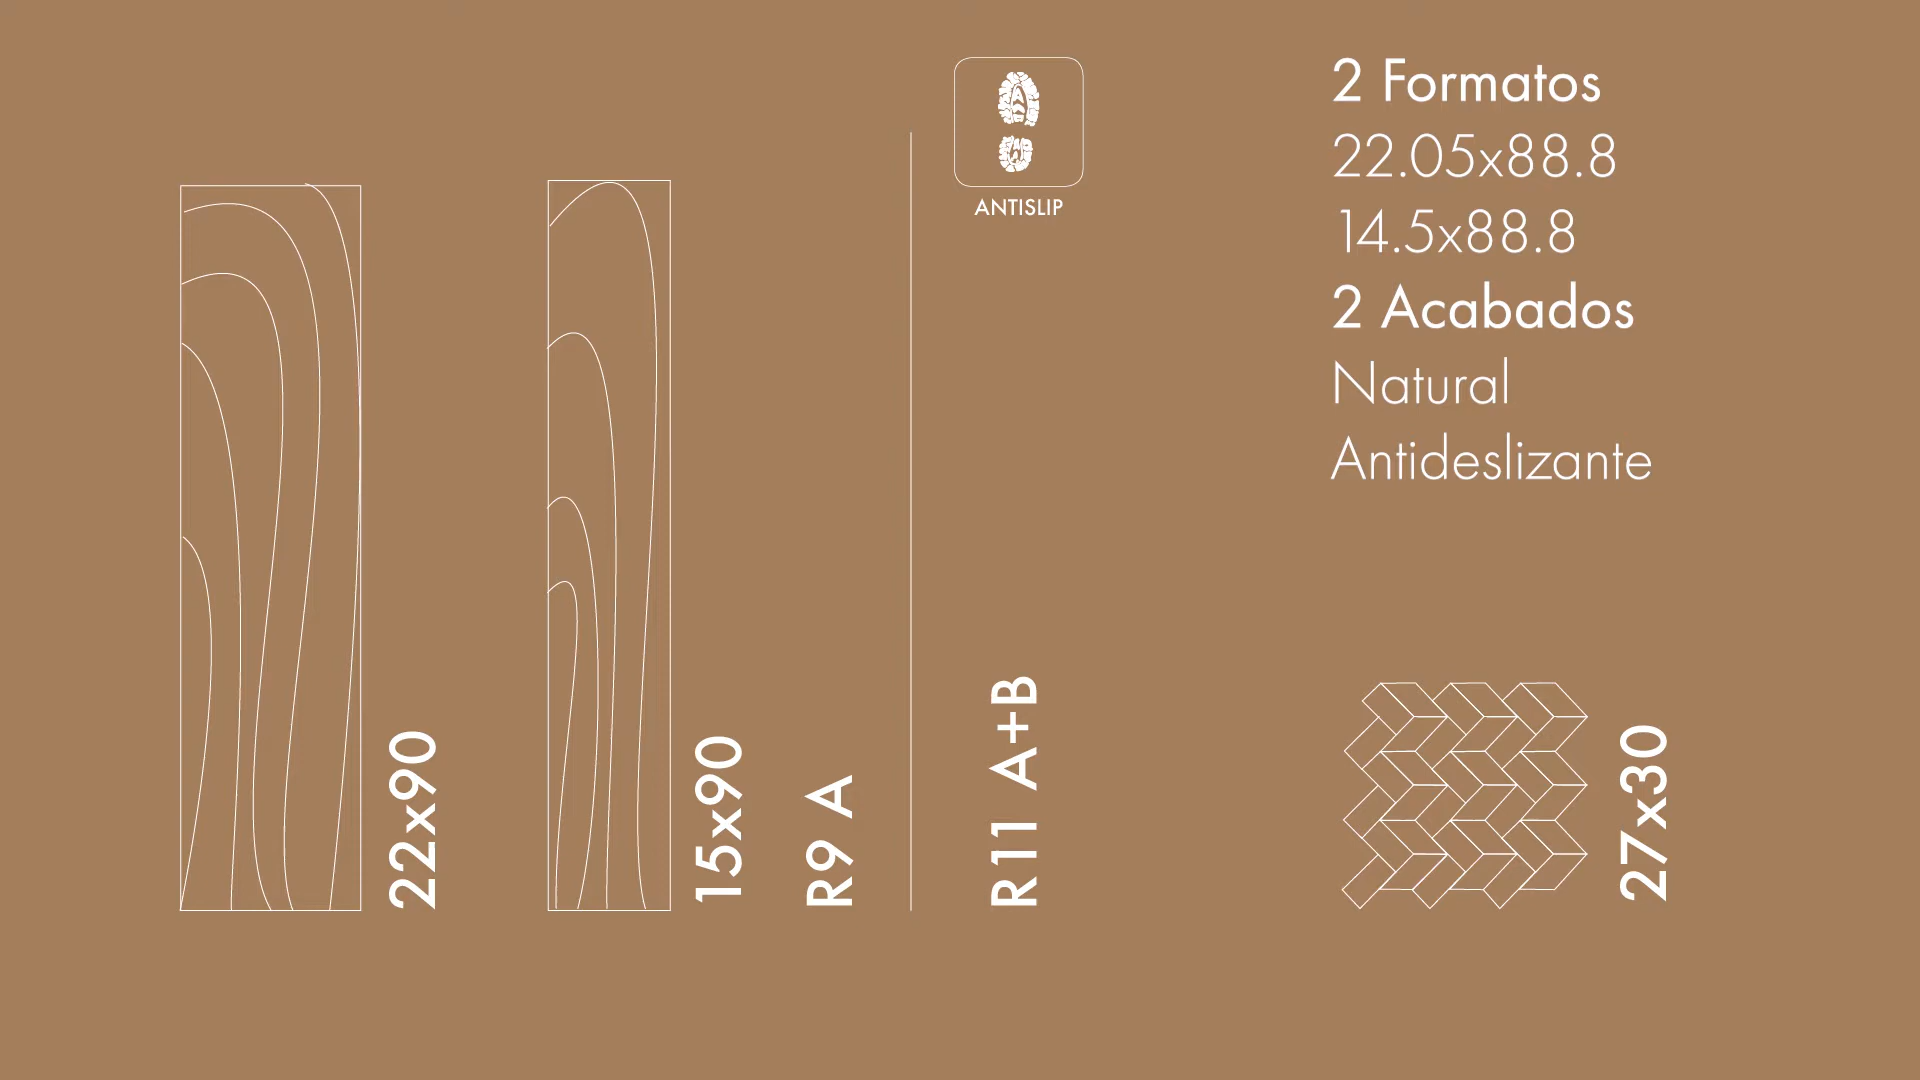 22x90
15x90
R9 A
ANTISLIP
R11 A+B
2 Formatos
22.05x88.8
14.5x88.8
2 Acabados
Natural
Antideslizante
27x30